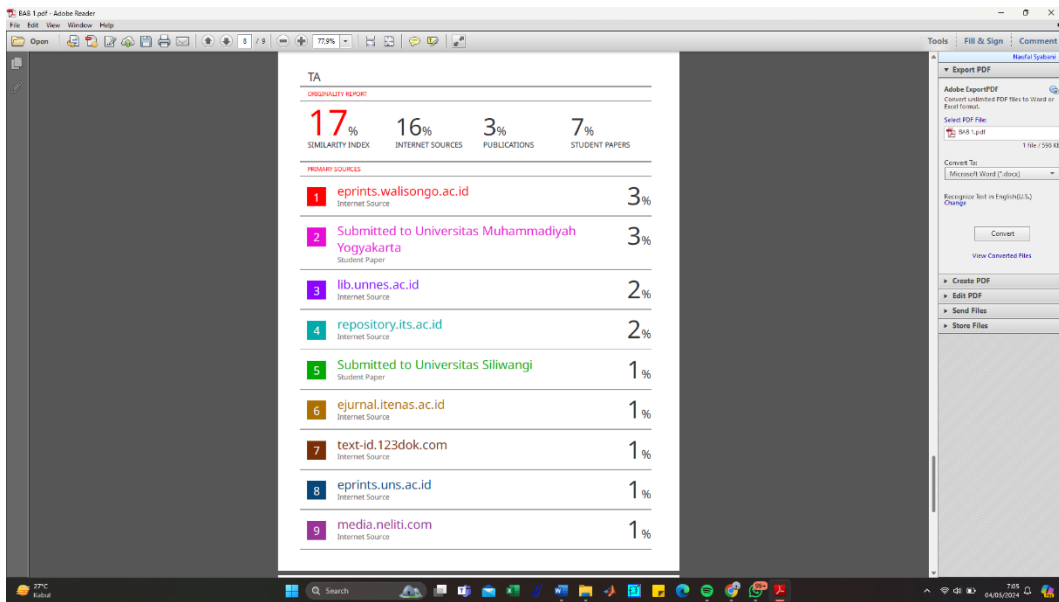 BAB 1.pdf - Adobe Reader
File Edit View Window Help
Open 8 / 9 77,9% Tools Fill & Sign Comment
Naufal Syabani
Export PDF
Adobe ExportPDF
Convert unlimited PDF files to Word or
Excel format.
Select PDF File:
BAB 1.pdf
1 file / 593 KB
Convert To:
Microsoft Word (*.docx)
Recognize Text in English(U.S.)
Change
Convert
View Converted Files
Create PDF
Edit PDF
Send Files
Store Files
TA
ORIGINALITY REPORT
17% 16% 3% 7%
SIMILARITY INDEX INTERNET SOURCES PUBLICATIONS STUDENT PAPERS
PRIMARY SOURCES
1 eprints.walisongo.ac.id 3%
Internet Source
2 Submitted to Universitas Muhammadiyah 3%
Yogyakarta
Student Paper
3 lib.unnes.ac.id 2%
Internet Source
4 repository.its.ac.id 2%
Internet Source
5 Submitted to Universitas Siliwangi 1%
Student Paper
6 ejurnal.itenas.ac.id 1%
Internet Source
7 text-id.123dok.com 1%
Internet Source
8 eprints.uns.ac.id 1%
Internet Source
9 media.neliti.com 1%
Internet Source
27°C
Kabut
Search
99+
7:05
04/05/2024